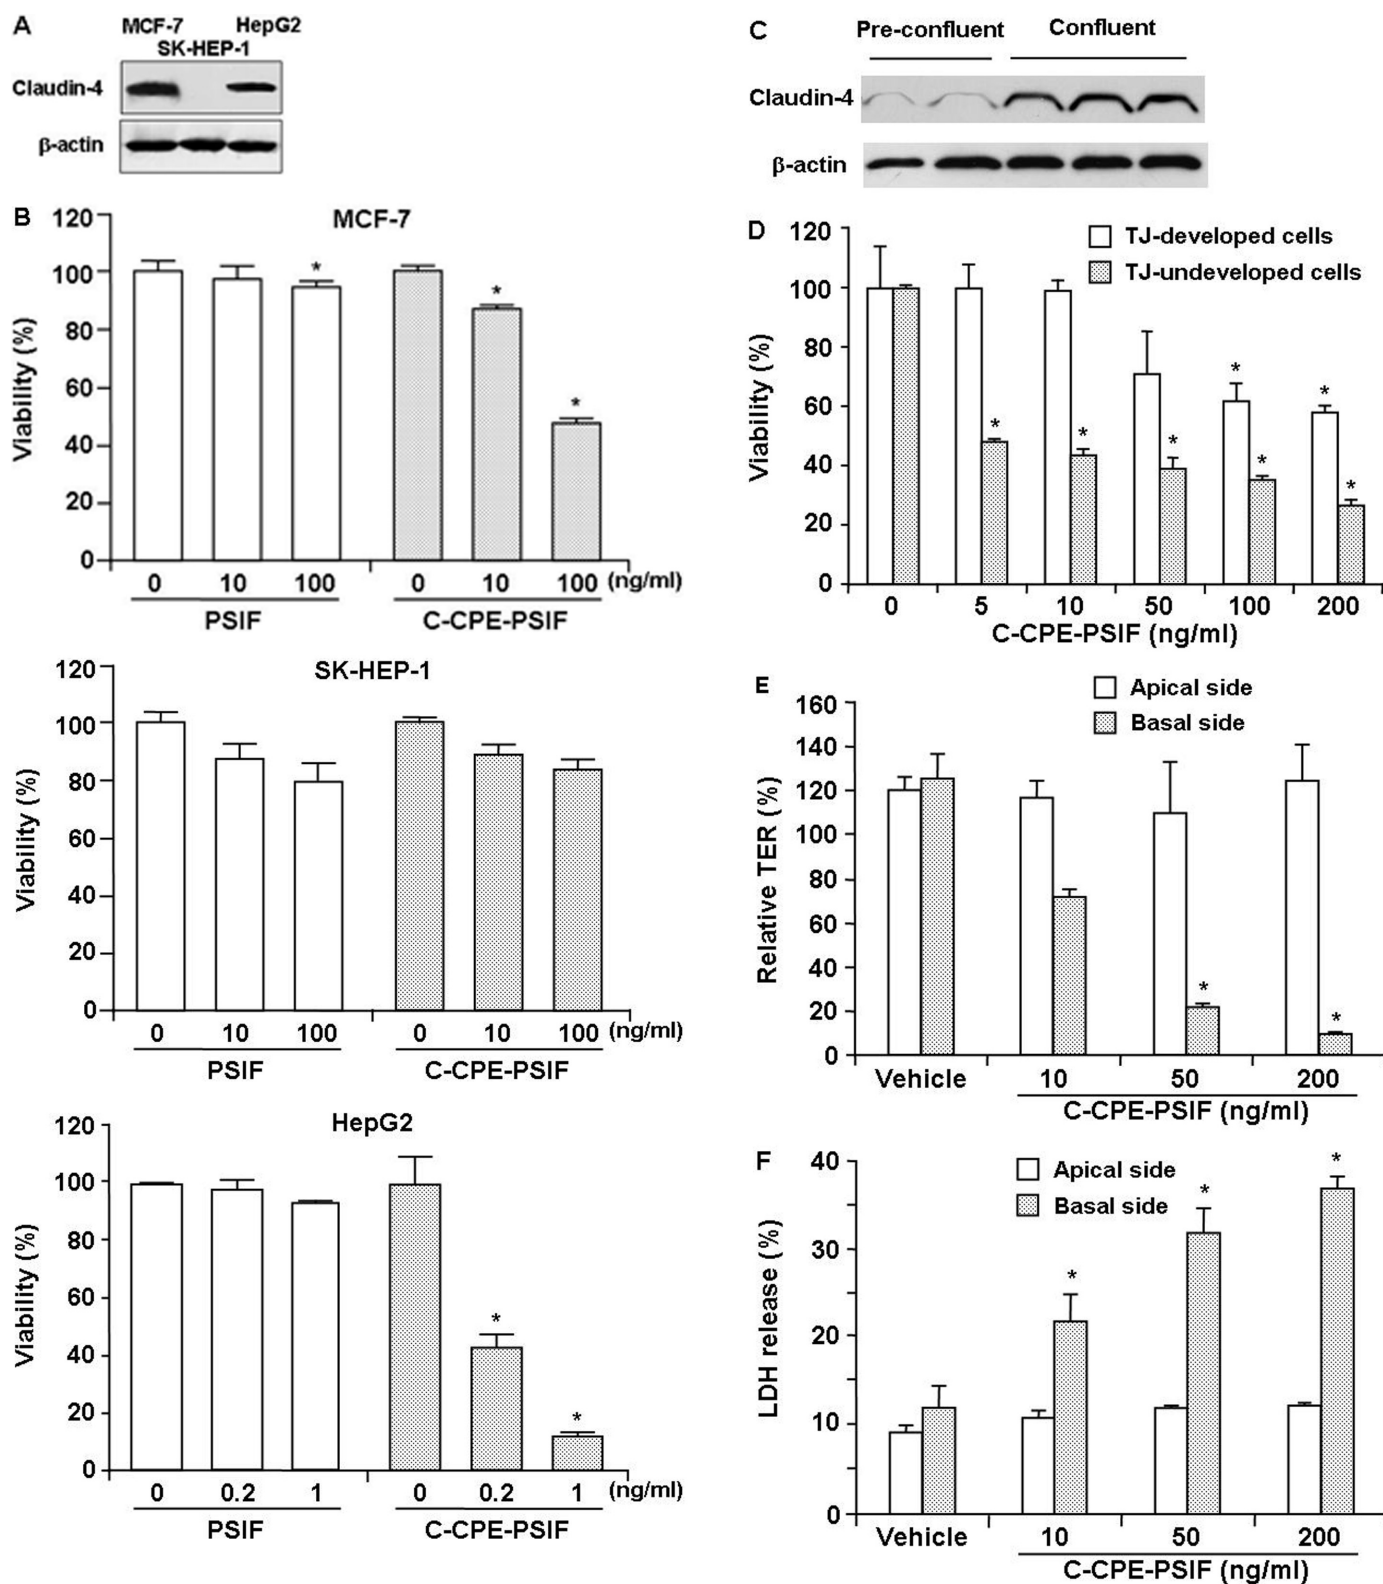 A
MCF-7 HepG2
SK-HEP-1
Claudin-4
β-actin
B
MCF-7
120
100
80
60
40
20
0
Viability (%)
* * *
0 10 100 0 10 100 (ng/ml)
PSIF C-CPE-PSIF
SK-HEP-1
120
100
80
60
40
20
0
Viability (%)
0 10 100 0 10 100 (ng/ml)
PSIF C-CPE-PSIF
HepG2
120
100
80
60
40
20
0
Viability (%)
* *
0 0.2 1 0 0.2 1 (ng/ml)
PSIF C-CPE-PSIF
C
Pre-confluent Confluent
Claudin-4
β-actin
D
TJ-developed cells
TJ-undeveloped cells
120
100
80
60
40
20
0
Viability (%)
* * * * * * *
0 5 10 50 100 200
C-CPE-PSIF (ng/ml)
E
Apical side
Basal side
160
140
120
100
80
60
40
20
0
Relative TER (%)
* *
Vehicle 10 50 200
C-CPE-PSIF (ng/ml)
F
Apical side
Basal side
40
30
20
10
0
LDH release (%)
* * *
Vehicle 10 50 200
C-CPE-PSIF (ng/ml)